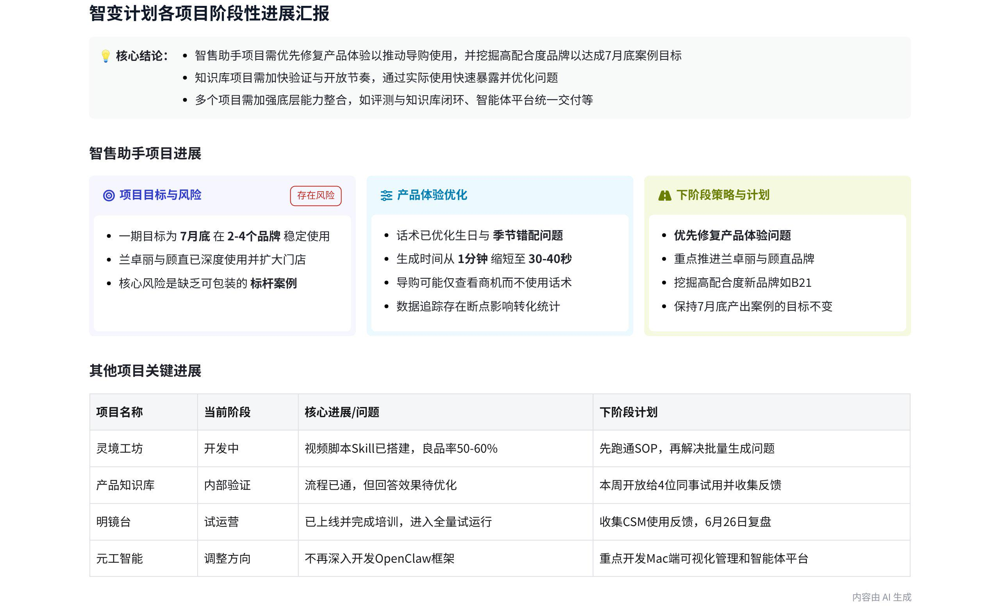 智变计划各项目阶段性进展汇报
💡 核心结论：
• 智售助手项目需优先修复产品体验以推动导购使用，并挖掘高配合度品牌以达成7月底案例目标
• 知识库项目需加快验证与开放节奏，通过实际使用快速暴露并优化问题
• 多个项目需加强底层能力整合，如评测与知识库闭环、智能体平台统一交付等
智售助手项目进展
项目目标与风险
存在风险
• 一期目标为 7月底 在 2-4个品牌 稳定使用
• 兰卓丽与顾直已深度使用并扩大门店
• 核心风险是缺乏可包装的 标杆案例
产品体验优化
• 话术已优化生日与 季节错配问题
• 生成时间从 1分钟 缩短至 30-40秒
• 导购可能仅查看商机而不使用话术
• 数据追踪存在断点影响转化统计
下阶段策略与计划
• 优先修复产品体验问题
• 重点推进兰卓丽与顾直品牌
• 挖掘高配合度新品牌如B21
• 保持7月底产出案例的目标不变
其他项目关键进展
项目名称 当前阶段 核心进展/问题 下阶段计划
灵境工坊 开发中 视频脚本Skill已搭建，良品率50-60% 先跑通SOP，再解决批量生成问题
产品知识库 内部验证 流程已通，但回答效果待优化 本周开放给4位同事试用并收集反馈
明镜台 试运营 已上线并完成培训，进入全量试运行 收集CSM使用反馈，6月26日复盘
元工智能 调整方向 不再深入开发OpenClaw框架 重点开发Mac端可视化管理和智能体平台
内容由 AI 生成